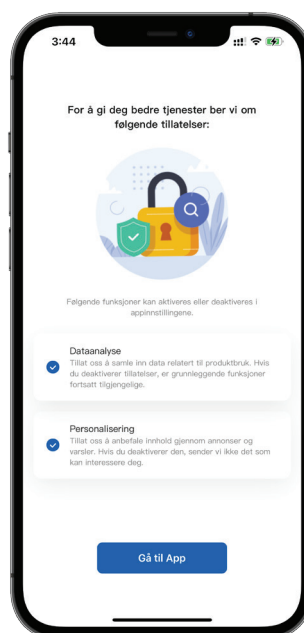 3:44
For å gi deg bedre tjenester ber vi om
følgende tillatelser:
Følgende funksjoner kan aktiveres eller deaktiveres i
appinnstillingene.
Dataanalyse
Tillat oss å samle inn data relatert til produktbruk. Hvis
du deaktiverer tillatelser, er grunnleggende funksjoner
fortsatt tilgjengelige.
Personalisering
Tillat oss å anbefale innhold gjennom annonser og
varsler. Hvis du deaktiverer den, sender vi ikke det som
kan interessere deg.
Gå til App